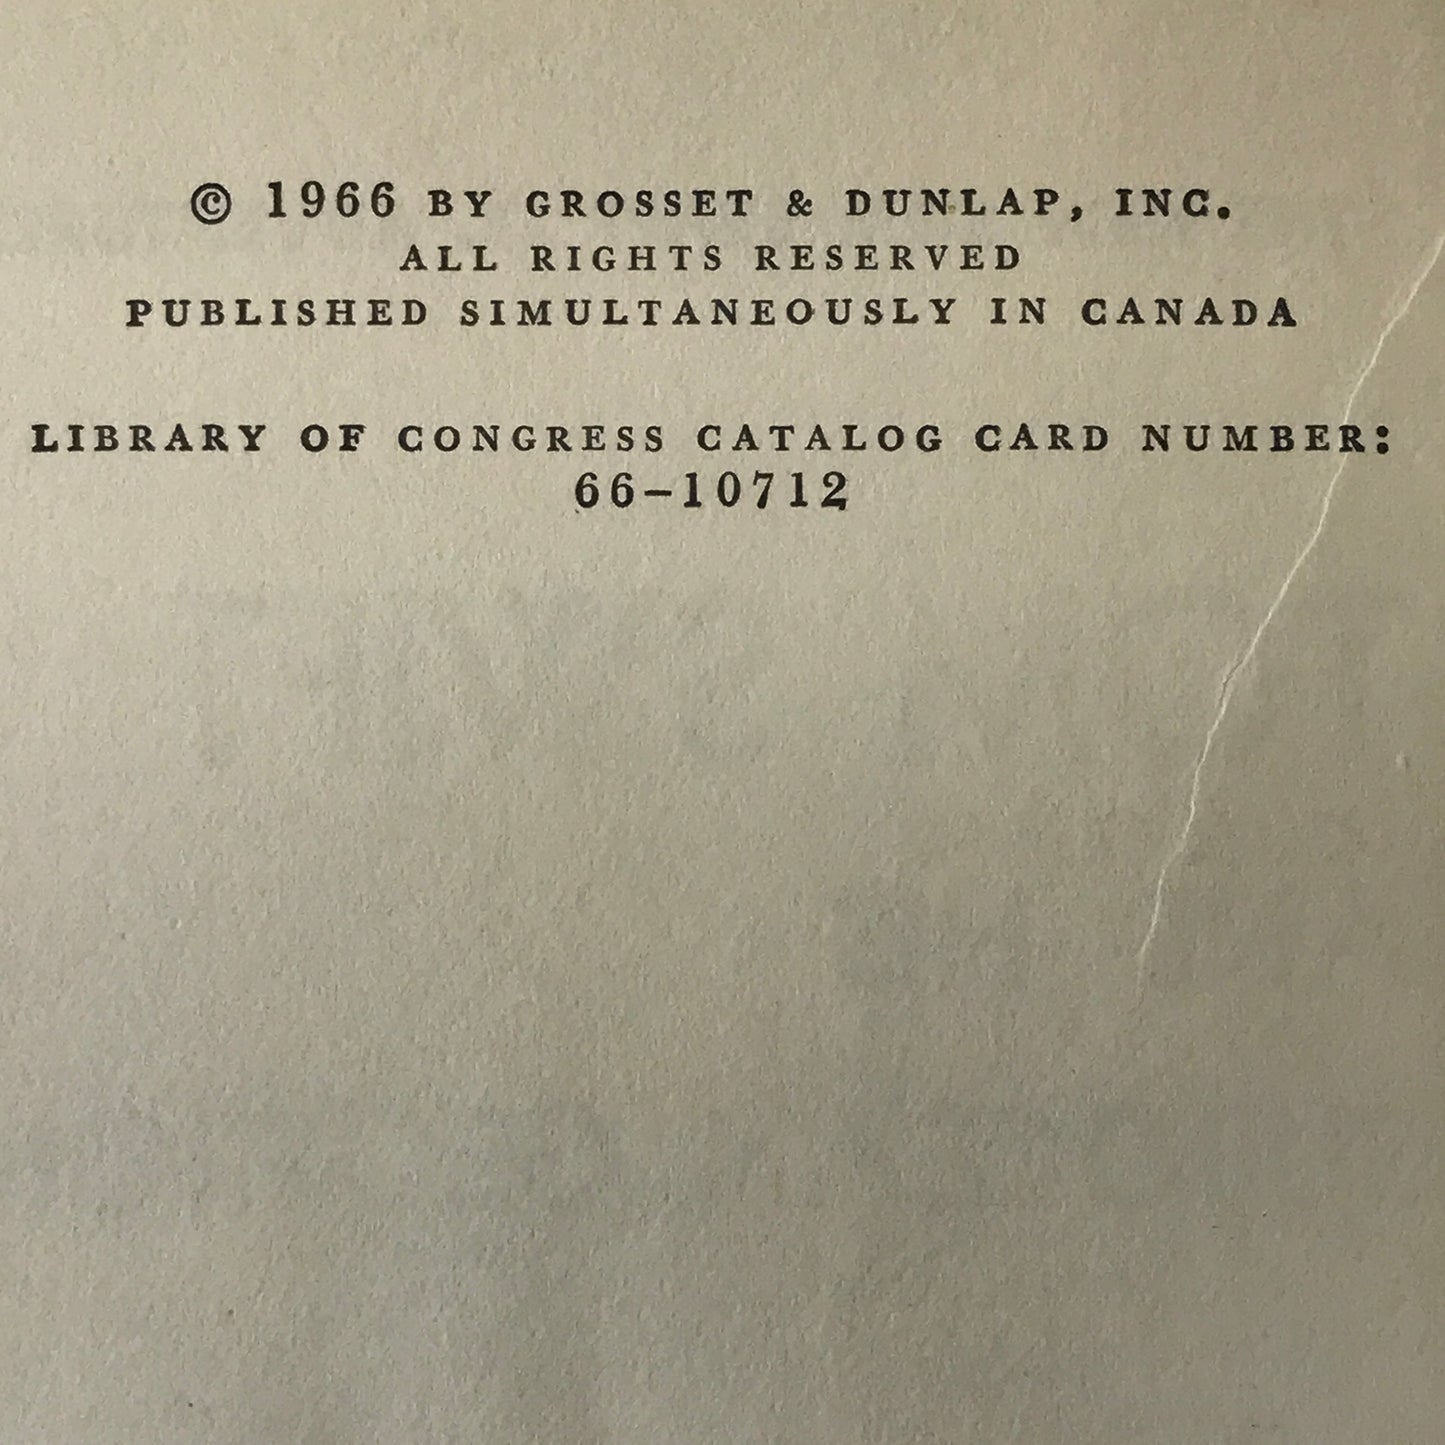 © 1966 BY GROSSET & DUNLAP, INC.
ALL RIGHTS RESERVED
PUBLISHED SIMULTANEOUSLY IN CANADA
LIBRARY OF CONGRESS CATALOG CARD NUMBER:
66-10712